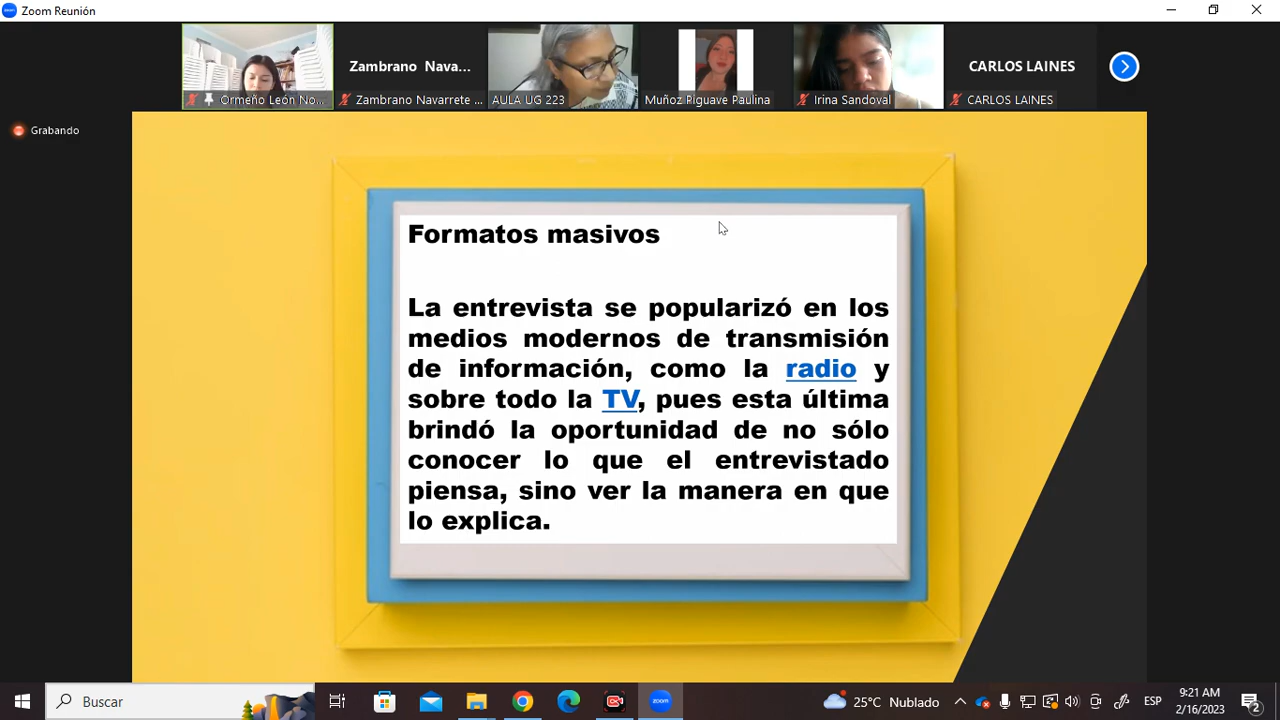 Zoom Reunión
Zambrano Nava...
CARLOS LAINES
Ormeño León No...
Zambrano Navarrete ...
AULA UG 223
Muñoz Piguave Paulina
Irina Sandoval
CARLOS LAINES
Grabando
Formatos masivos
La entrevista se popularizó en los
medios modernos de transmisión
de información, como la radio y
sobre todo la TV, pues esta última
brindó la oportunidad de no sólo
conocer lo que el entrevistado
piensa, sino ver la manera en que
lo explica.
Buscar
zoom
25°C Nublado
ESP
9:21 AM
2/16/2023
2